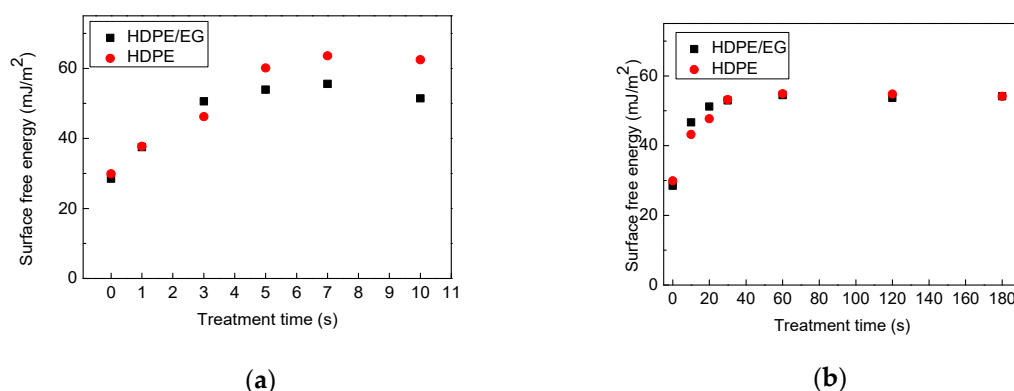 HDPE/EG
HDPE
Surface free energy (mJ/m²)
60
40
20
0
0 1 2 3 4 5 6 7 8 9 10 11
Treatment time (s)
(a)
HDPE/EG
HDPE
Surface free energy (mJ/m²)
60
40
20
0
0 20 40 60 80 100 120 140 160 180
Treatment time (s)
(b)